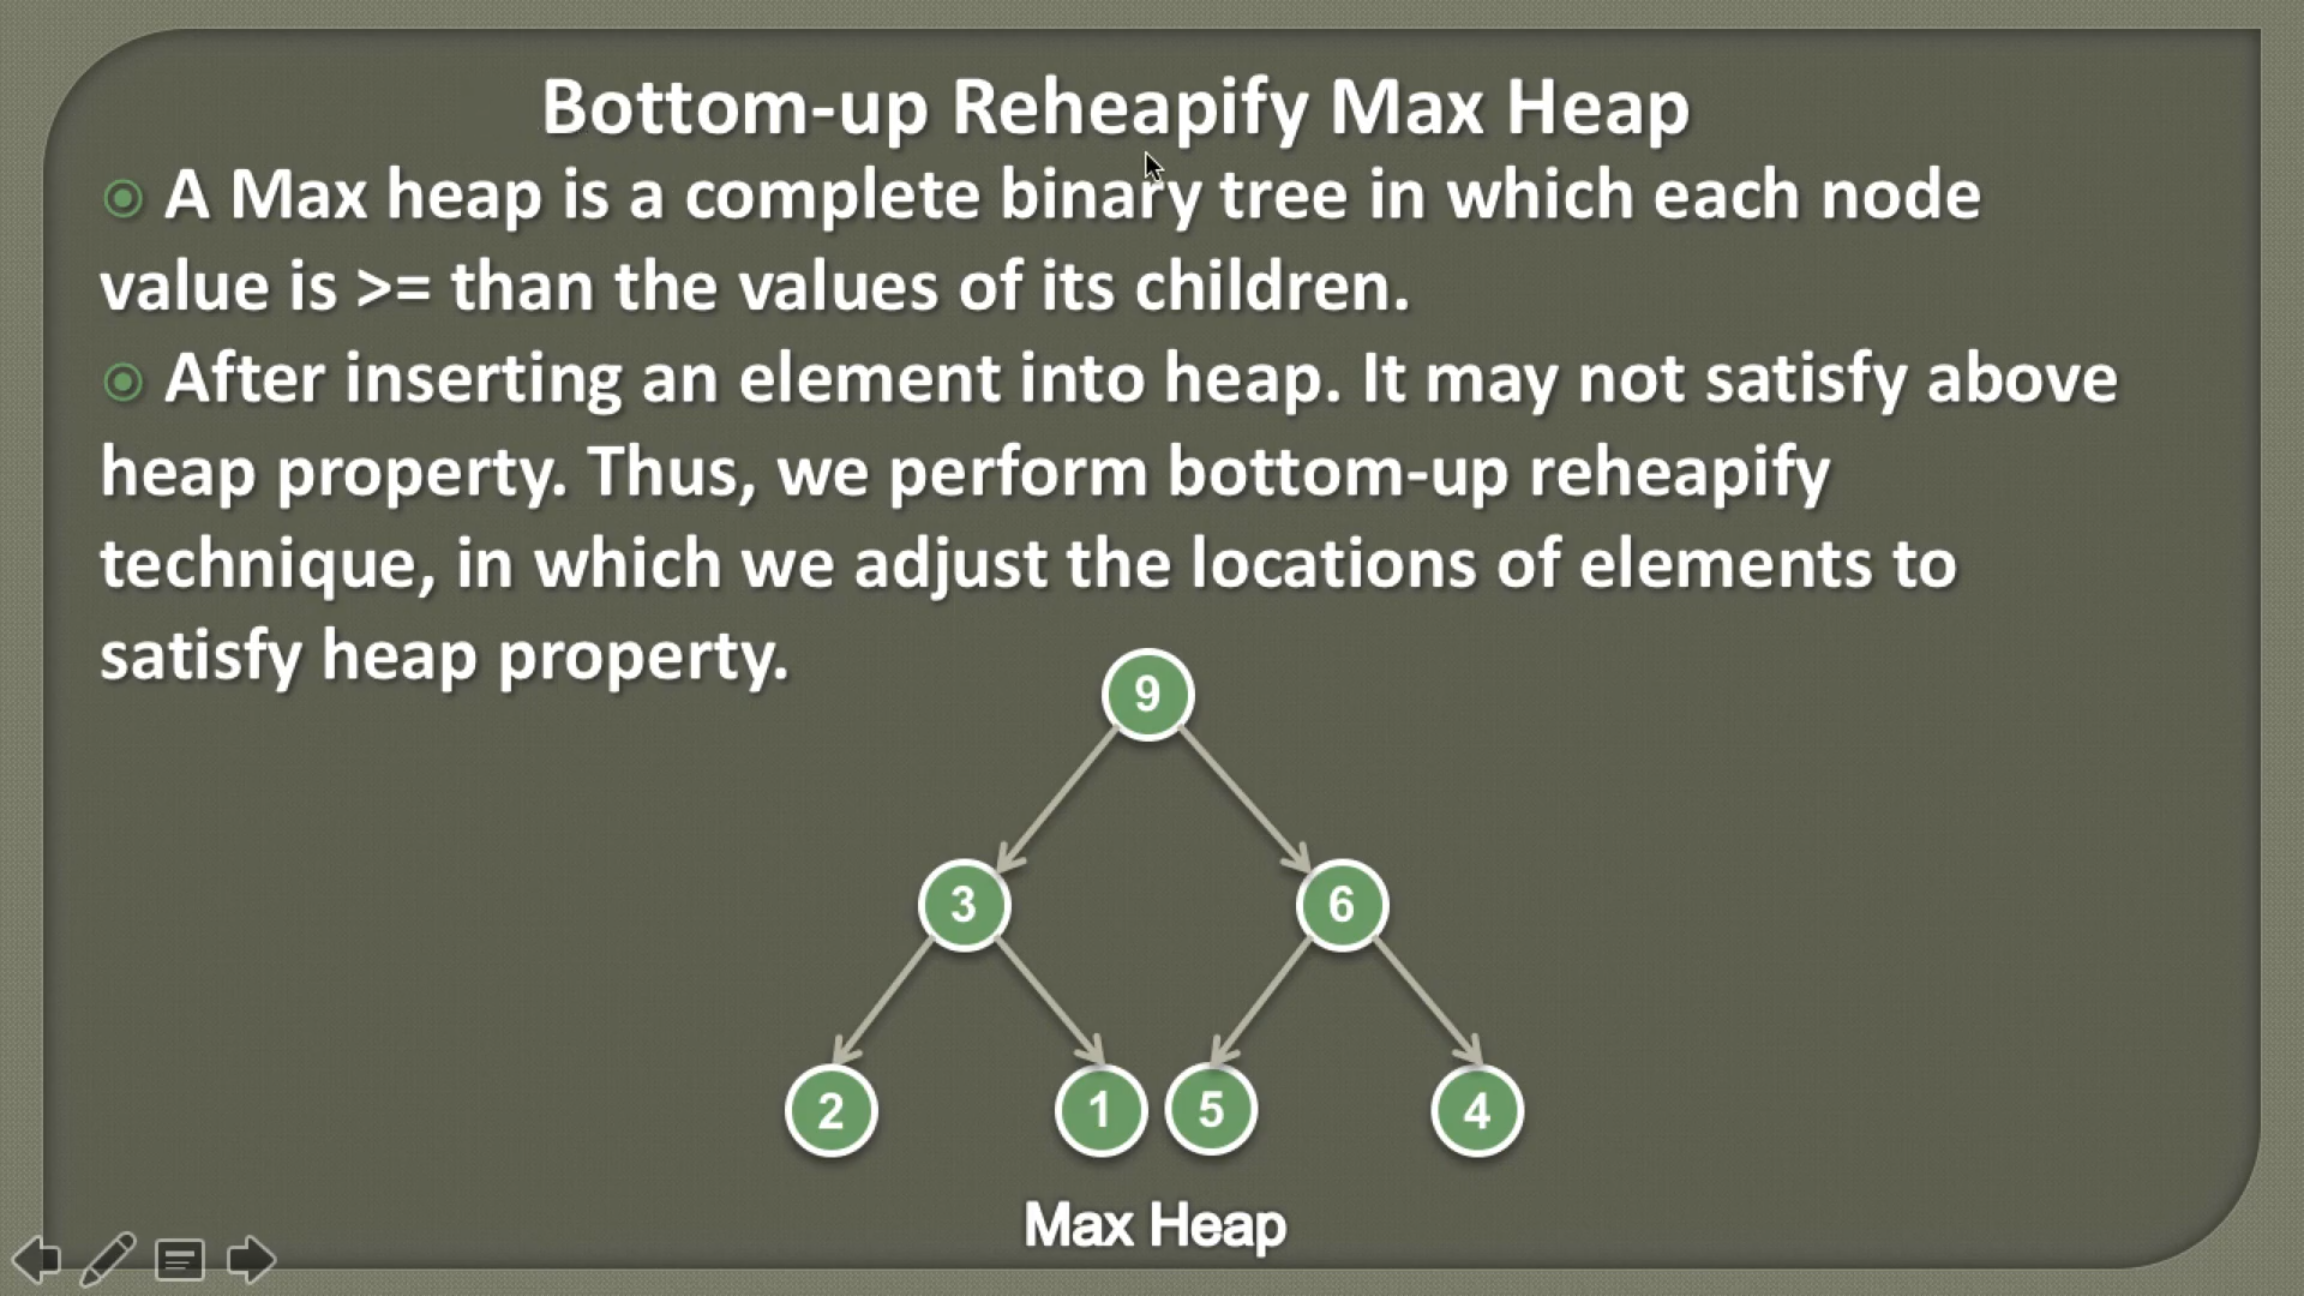 Bottom-up Reheapify Max Heap
A Max heap is a complete binary tree in which each node
value is >= than the values of its children.
After inserting an element into heap. It may not satisfy above
heap property. Thus, we perform bottom-up reheapify
technique, in which we adjust the locations of elements to
satisfy heap property.
9
3 6
2 1 5 4
Max Heap